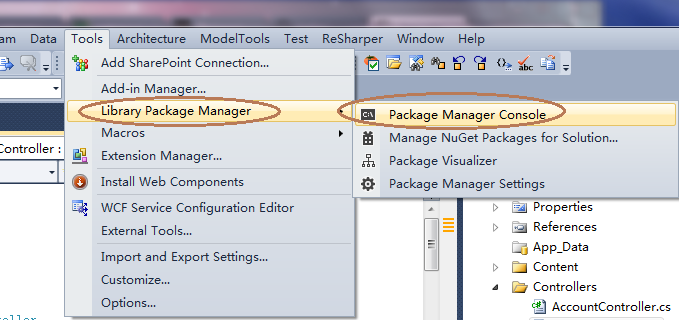 Data Tools Architecture ModelTools Test ReSharper Window Help
Add SharePoint Connection...
Add-in Manager...
Library Package Manager
Macros
Extension Manager...
Install Web Components
WCF Service Configuration Editor
External Tools...
Import and Export Settings...
Customize...
Options...
C:\
Package Manager Console
Manage NuGet Packages for Solution...
Package Visualizer
Package Manager Settings
abc
Controller :
Properties
References
App_Data
Content
Controllers
AccountController.cs